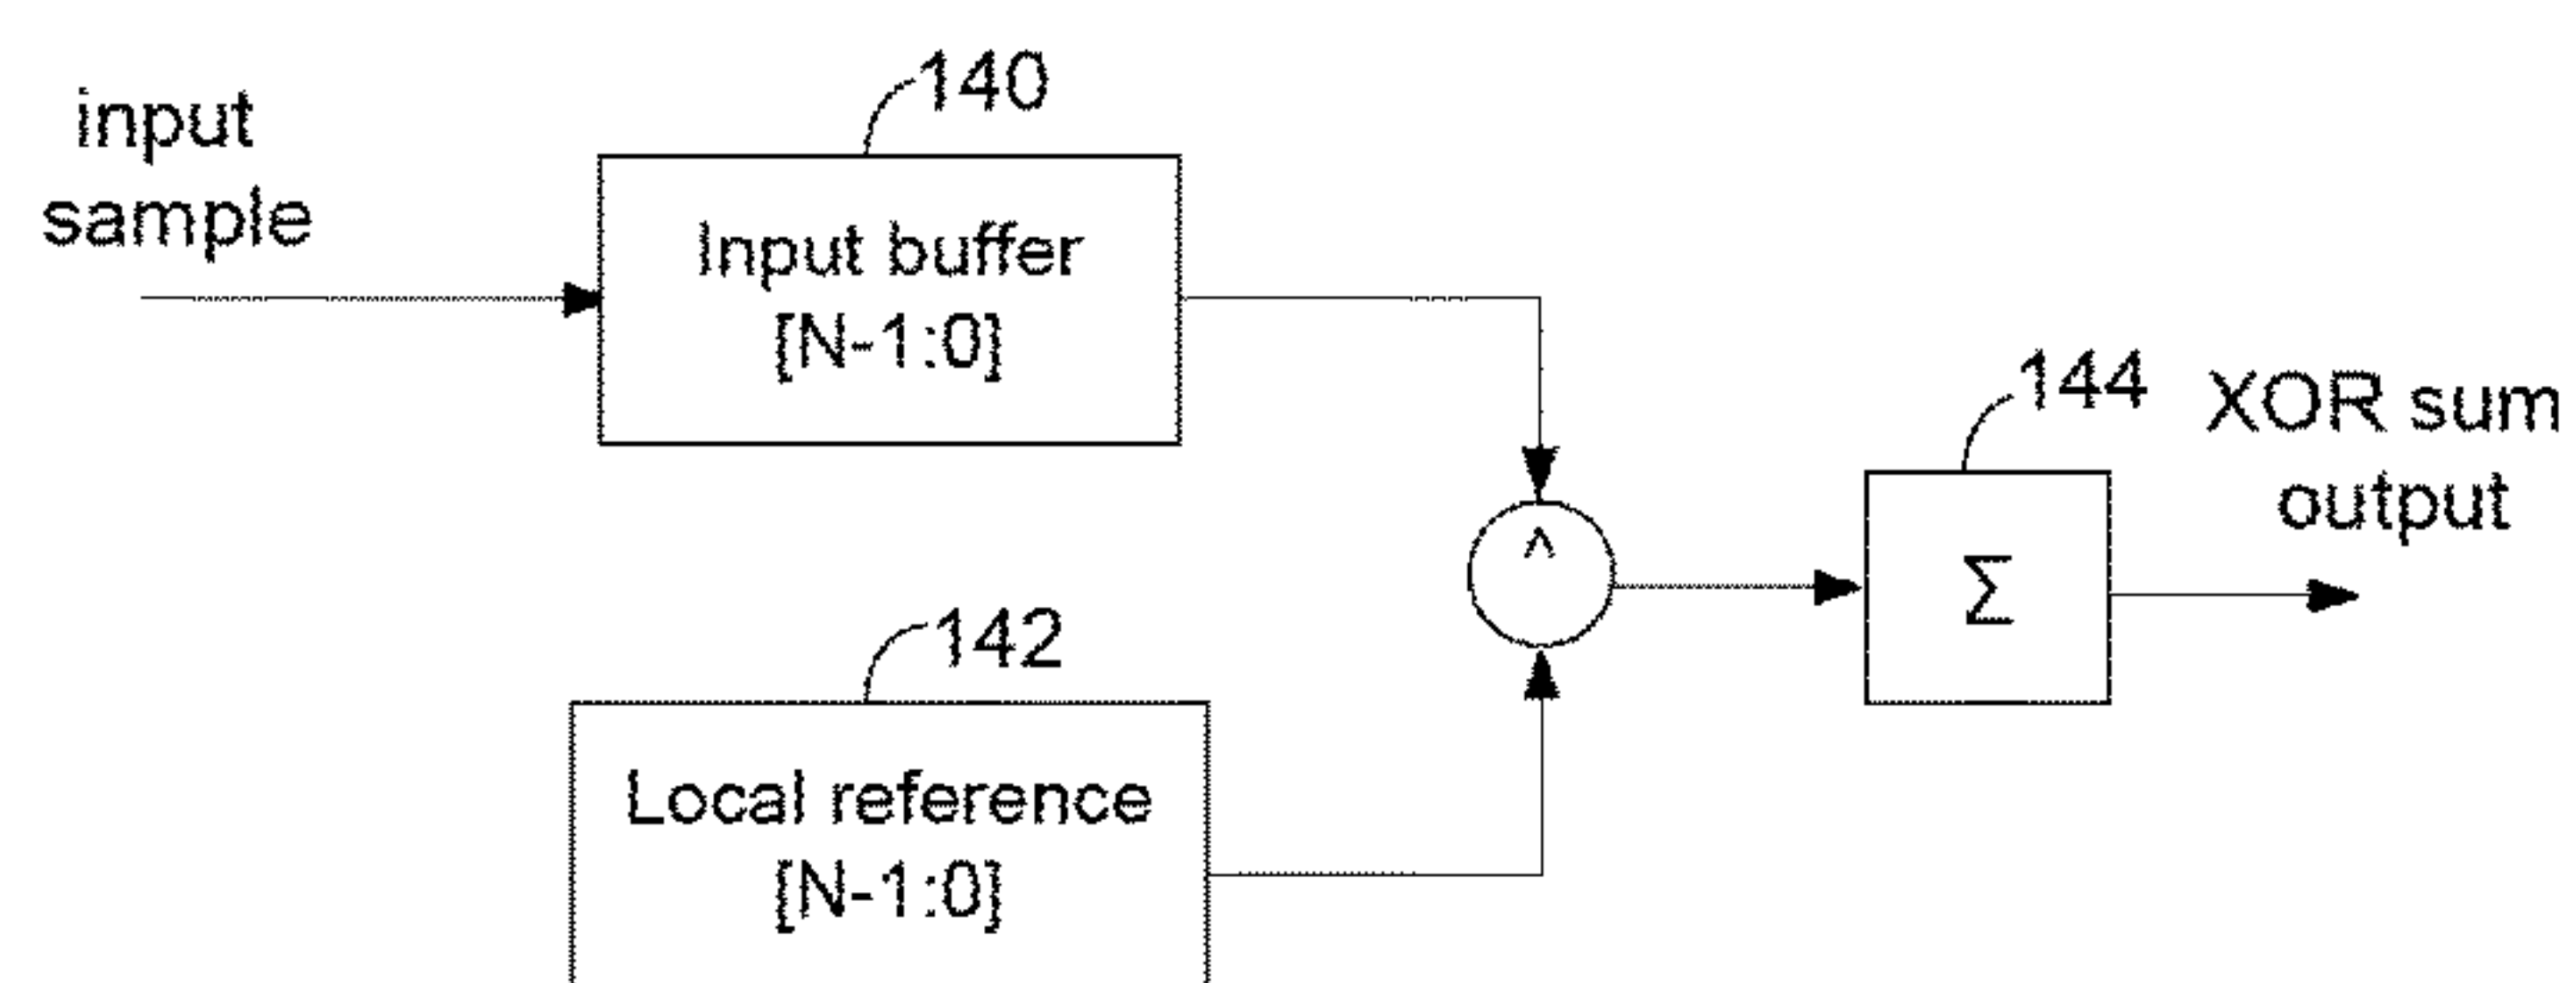 input
sample
140
Input buffer
[N-1:0]
142
Local reference
[N-1:0]
^
144
Σ
XOR sum
output